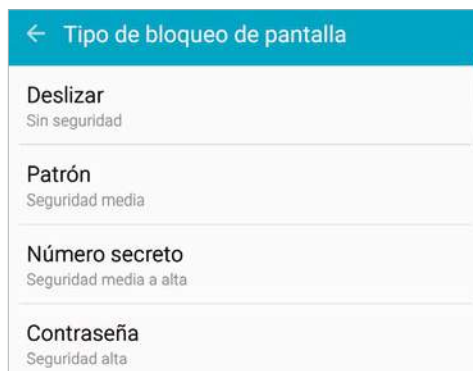 Tipo de bloqueo de pantalla
Deslizar
Sin seguridad
Patrón
Seguridad media
Número secreto
Seguridad media a alta
Contraseña
Seguridad alta